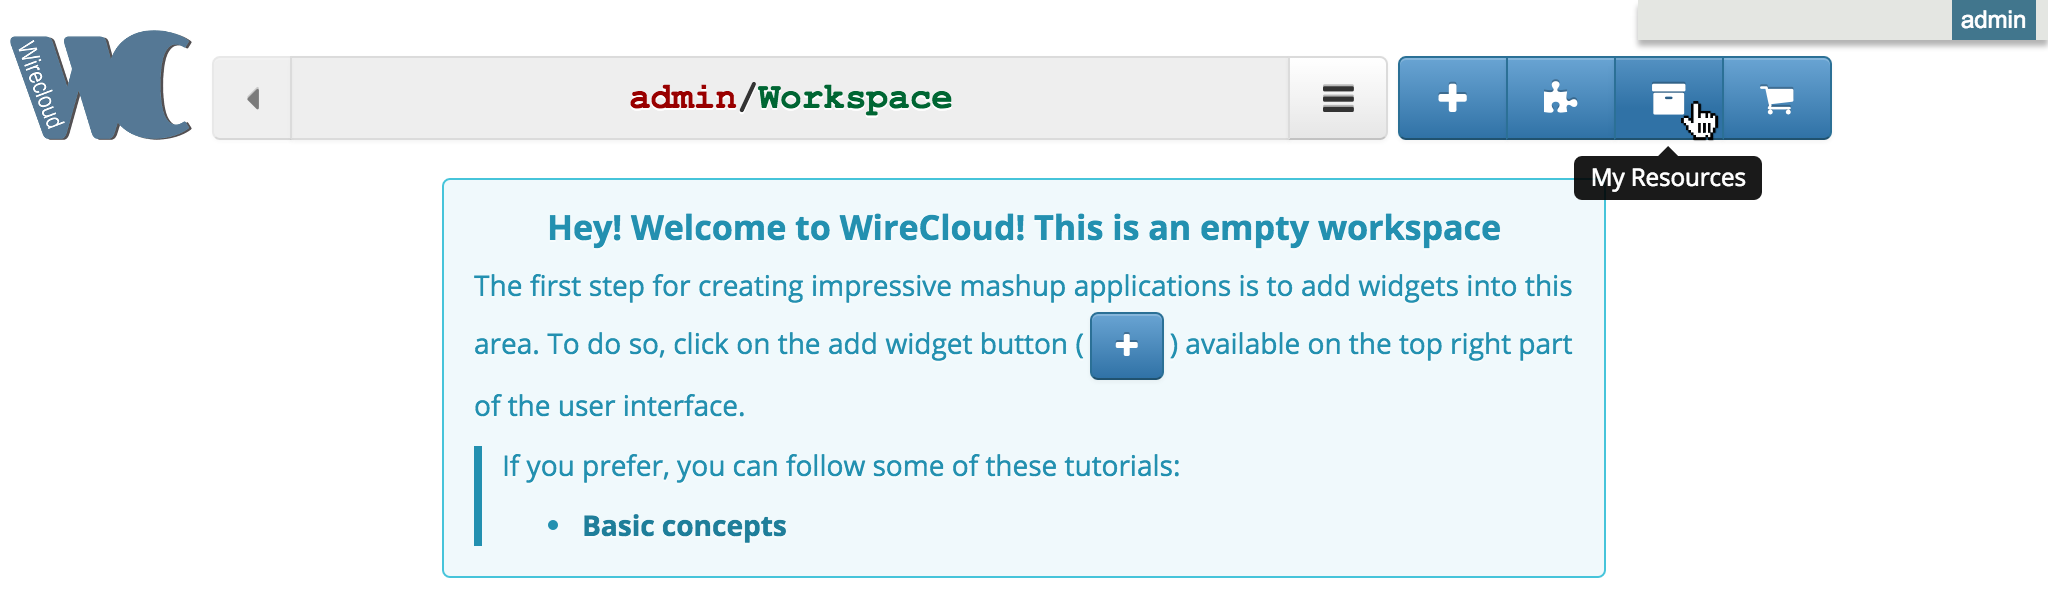 admin
Wirecloud
WC
admin/Workspace
My Resources
Hey! Welcome to WireCloud! This is an empty workspace
The first step for creating impressive mashup applications is to add widgets into this
area. To do so, click on the add widget button ( + ) available on the top right part
of the user interface.
If you prefer, you can follow some of these tutorials:
• Basic concepts